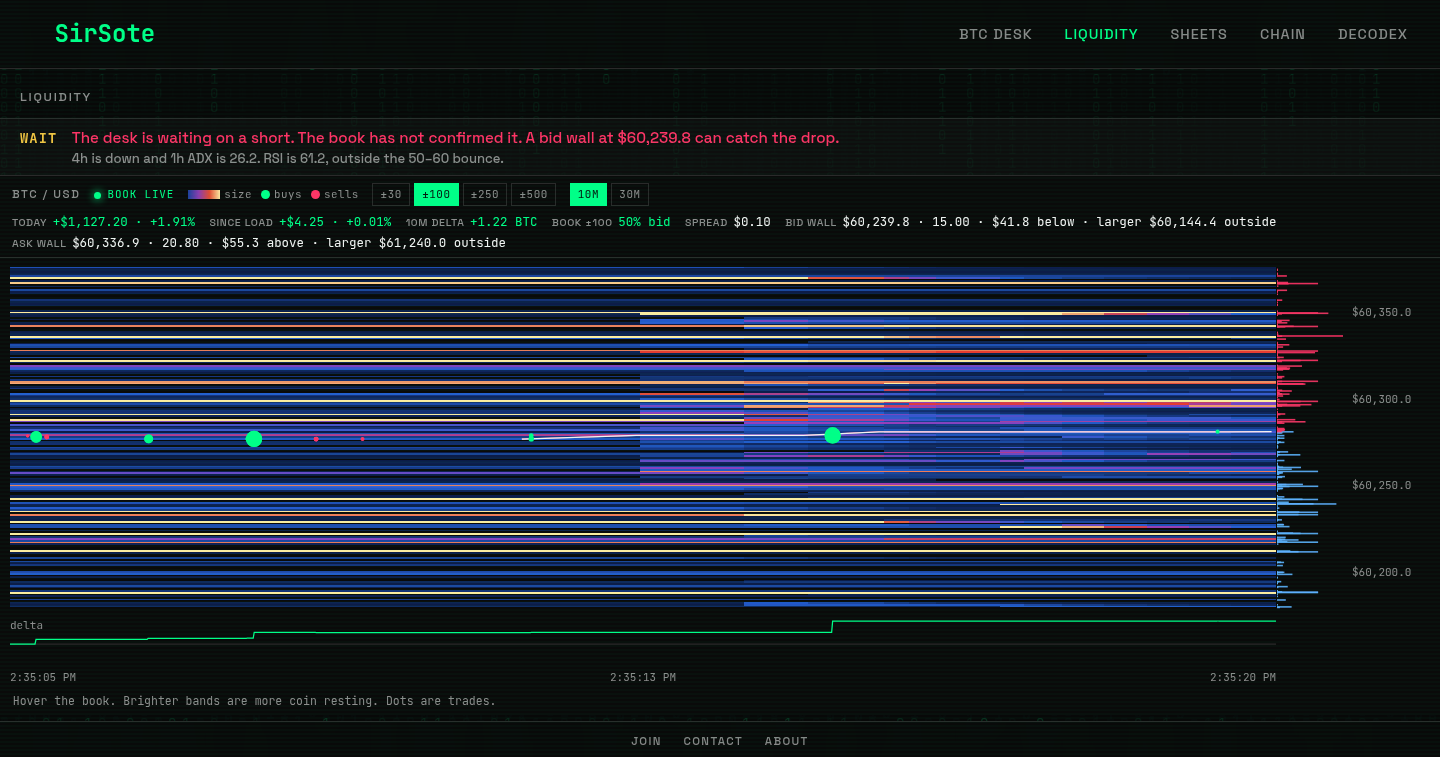 SirSote
BTC DESK LIQUIDITY SHEETS CHAIN DECODEX
LIQUIDITY
WAIT The desk is waiting on a short. The book has not confirmed it. A bid wall at $60,239.8 can catch the drop.
4h is down and 1h ADX is 26.2. RSI is 61.2, outside the 50–60 bounce.
BTC / USD BOOK LIVE size buys sells ±30 ±100 ±250 ±500 10M 30M
TODAY +$1,127.20 · +1.91% SINCE LOAD +$4.25 · +0.01% 10M DELTA +1.22 BTC BOOK ±100 50% bid SPREAD $0.10 BID WALL $60,239.8 · 15.00 · $41.8 below · larger $60,144.4 outside
ASK WALL $60,336.9 · 20.80 · $55.3 above · larger $61,240.0 outside
$60,350.0
$60,300.0
$60,250.0
$60,200.0
delta
2:35:05 PM 2:35:13 PM 2:35:20 PM
Hover the book. Brighter bands are more coin resting. Dots are trades.
JOIN CONTACT ABOUT